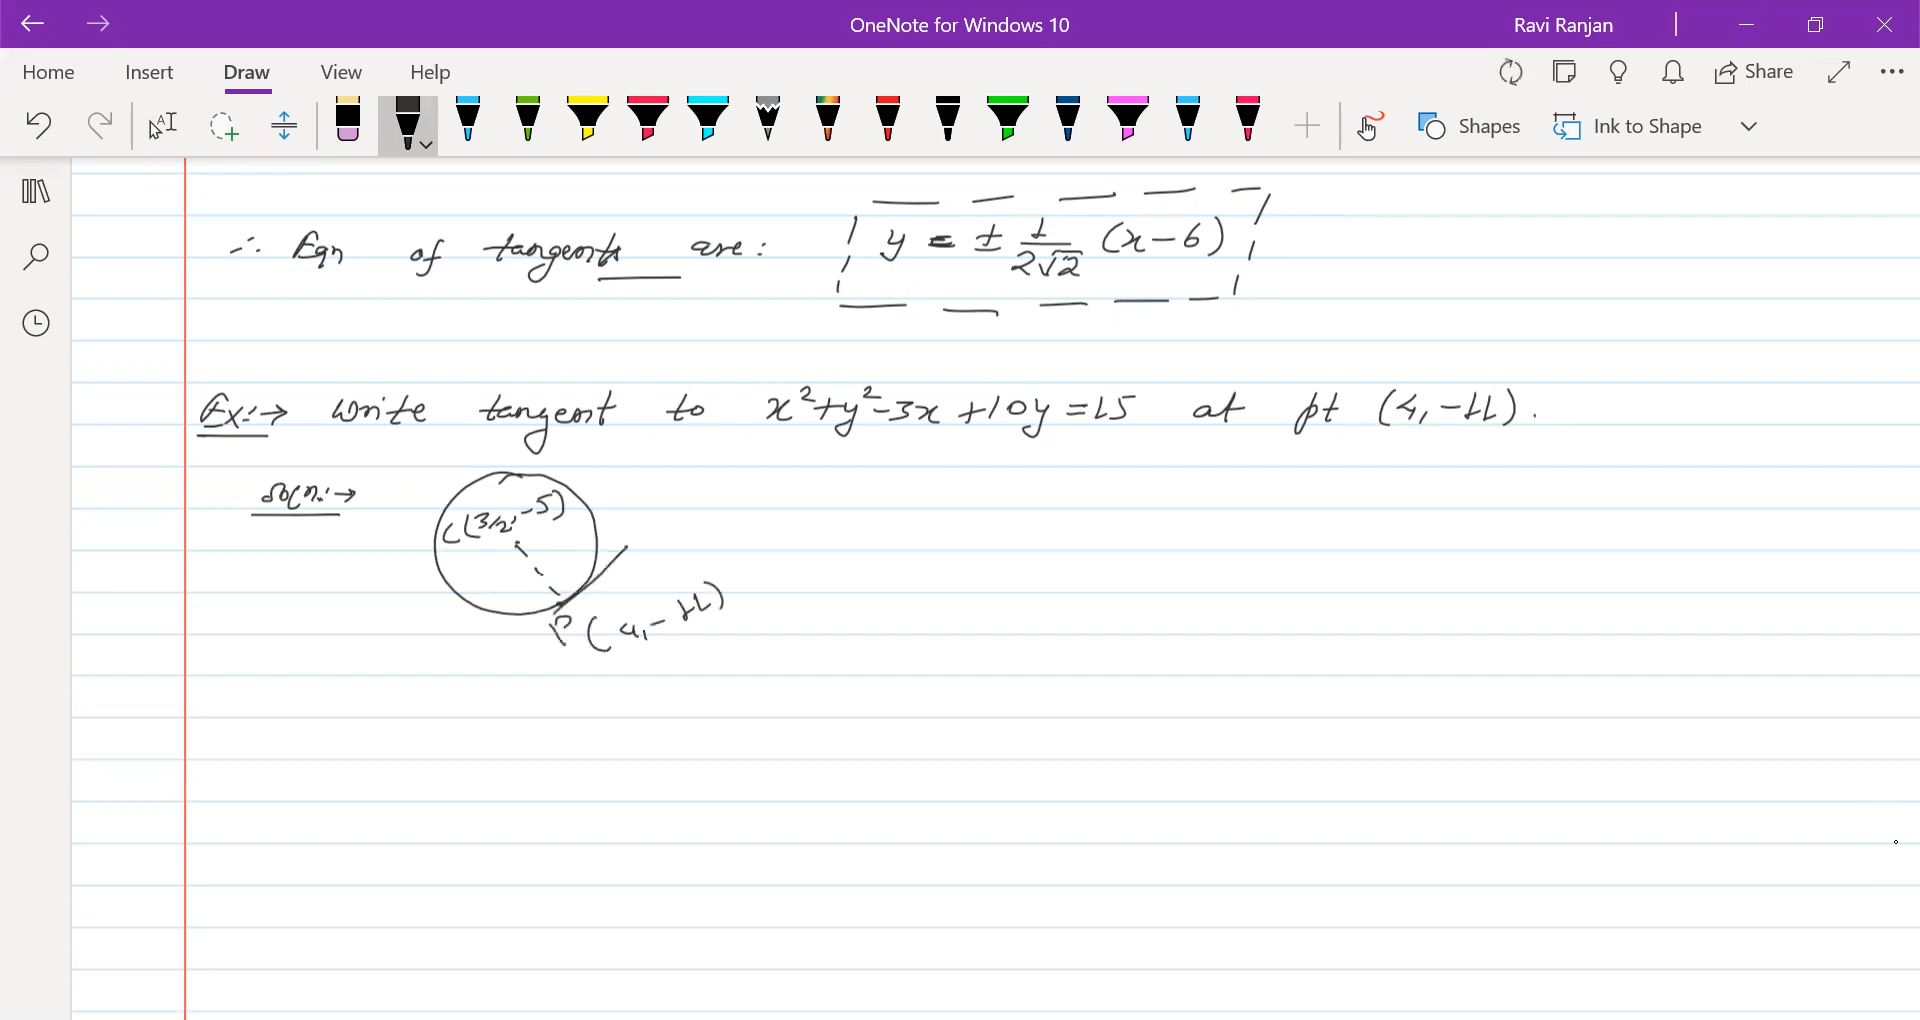 OneNote for Windows 10
Ravi Ranjan
Home Insert Draw View Help
Share
Shapes
Ink to Shape
∴ Eqn of tangents are: y = ± 1/2√2 (x-6)
Ex:→ Write tangent to x²+y²-3x+10y=15 at pt (4,-11).
Soln:→
C(3/2,-5)
P(4,-11)